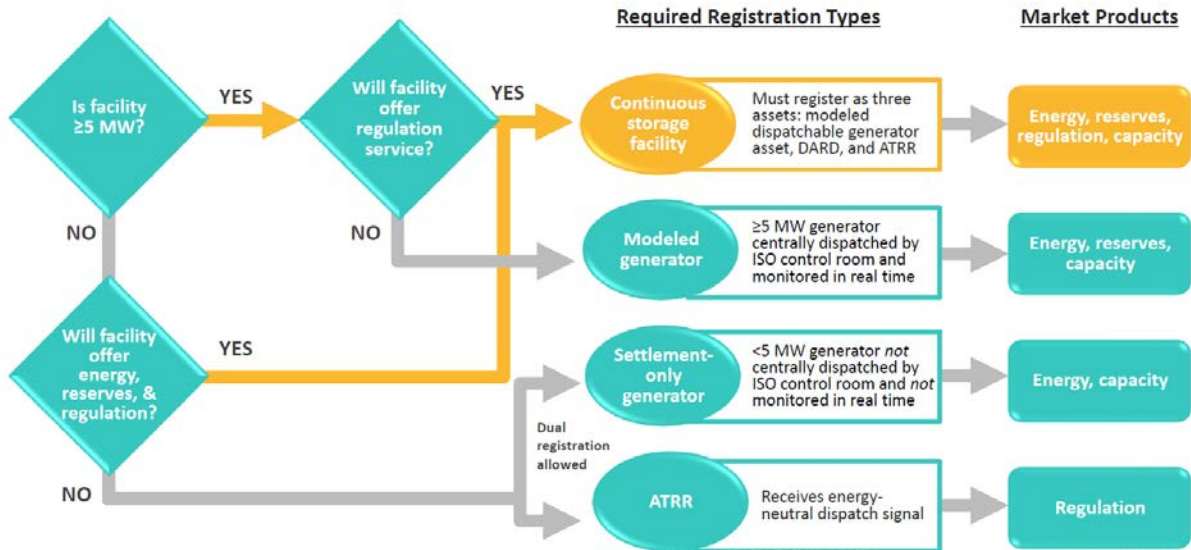 Required Registration Types
Market Products
Is facility
≥5 MW?
YES
Will facility
offer
regulation
service?
YES
Continuous
storage
facility
Must register as three
assets: modeled
dispatchable generator
asset, DARD, and ATRR
Energy, reserves,
regulation, capacity
NO
NO
Modeled
generator
≥5 MW generator
centrally dispatched by
ISO control room and
monitored in real time
Energy, reserves,
capacity
Will facility
offer
energy,
reserves, &
regulation?
YES
Settlement-
only
generator
<5 MW generator not
centrally dispatched by
ISO control room and not
monitored in real time
Energy, capacity
Dual
registration
allowed
NO
ATRR
Receives energy-
neutral dispatch signal
Regulation